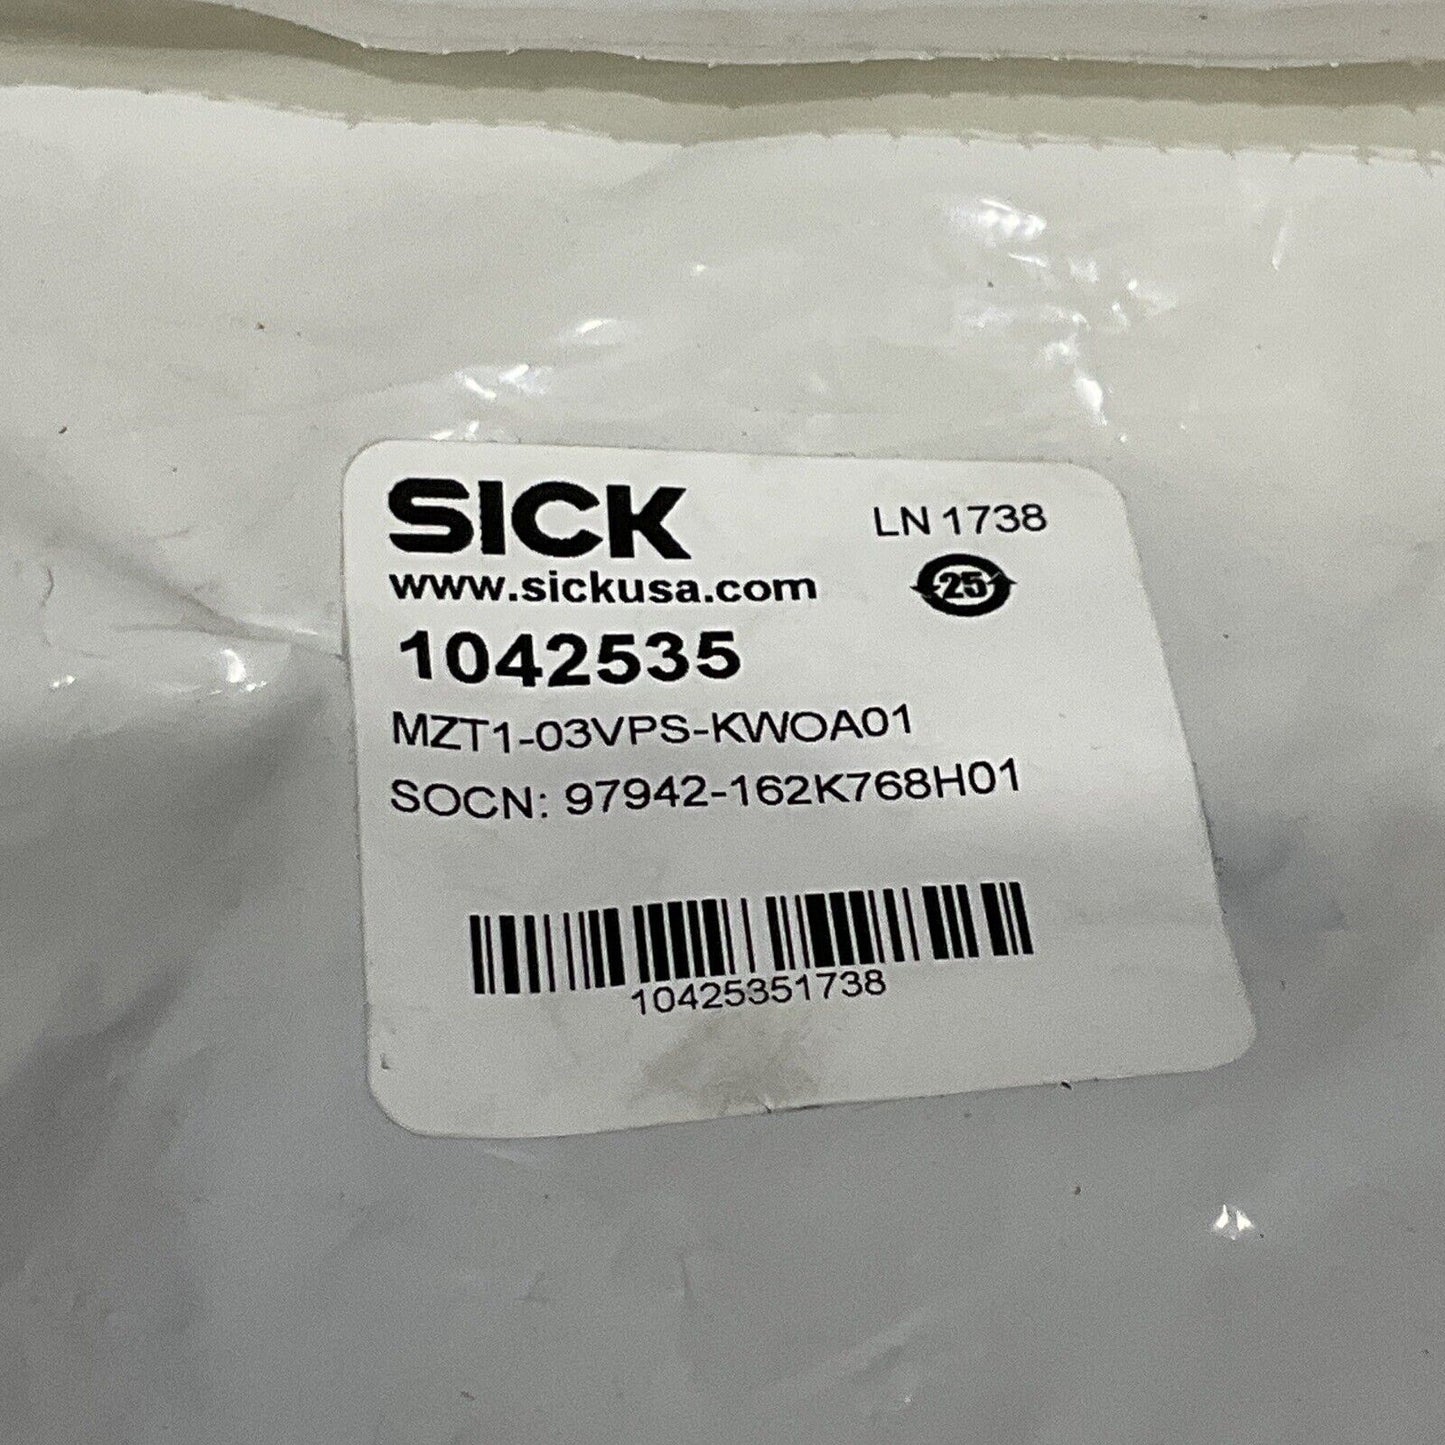 SICK
LN 1738
www.sickusa.com
25
1042535
MZT1-03VPS-KWOA01
SOCN: 97942-162K768H01
10425351738